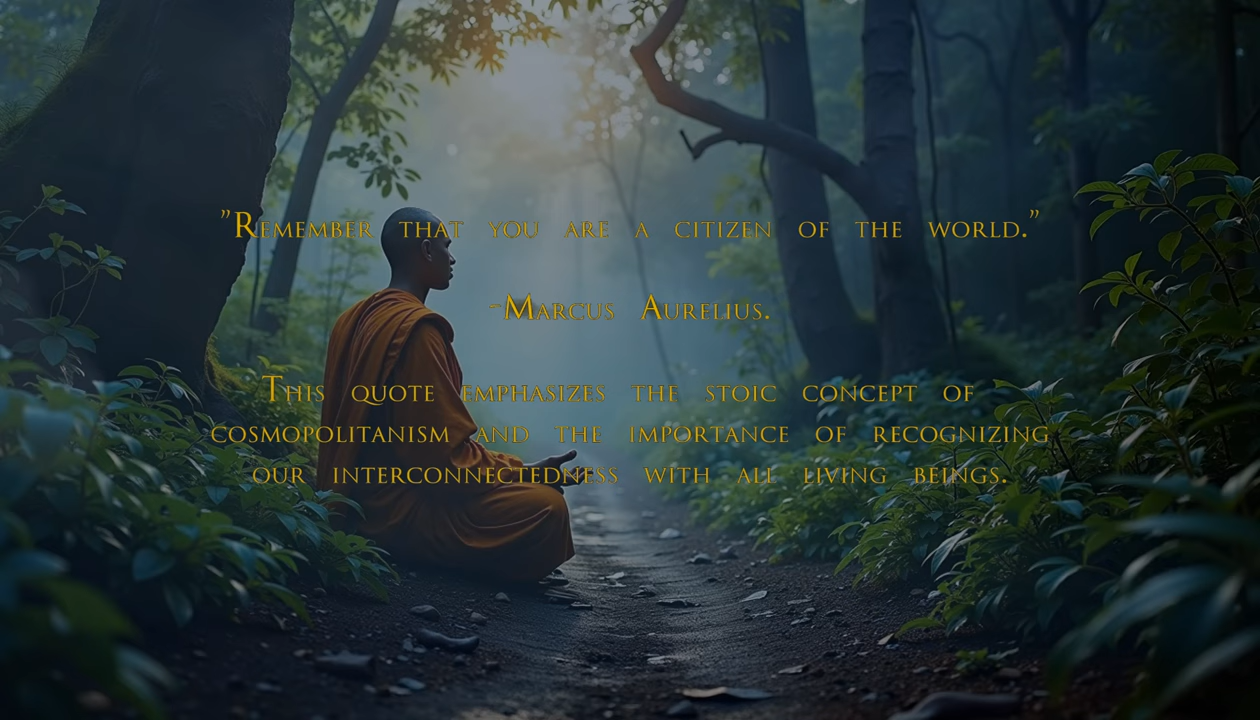 "Remember that you are a citizen of the world."
~Marcus Aurelius.
This quote emphasizes the stoic concept of
cosmopolitanism and the importance of recognizing
our interconnectedness with all living beings.